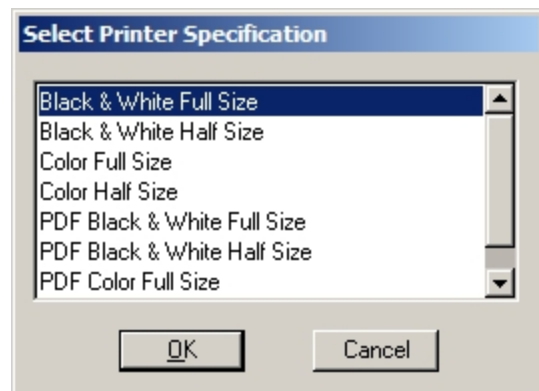 Select Printer Specification
Black & White Full Size
Black & White Half Size
Color Full Size
Color Half Size
PDF Black & White Full Size
PDF Black & White Half Size
PDF Color Full Size
OK Cancel